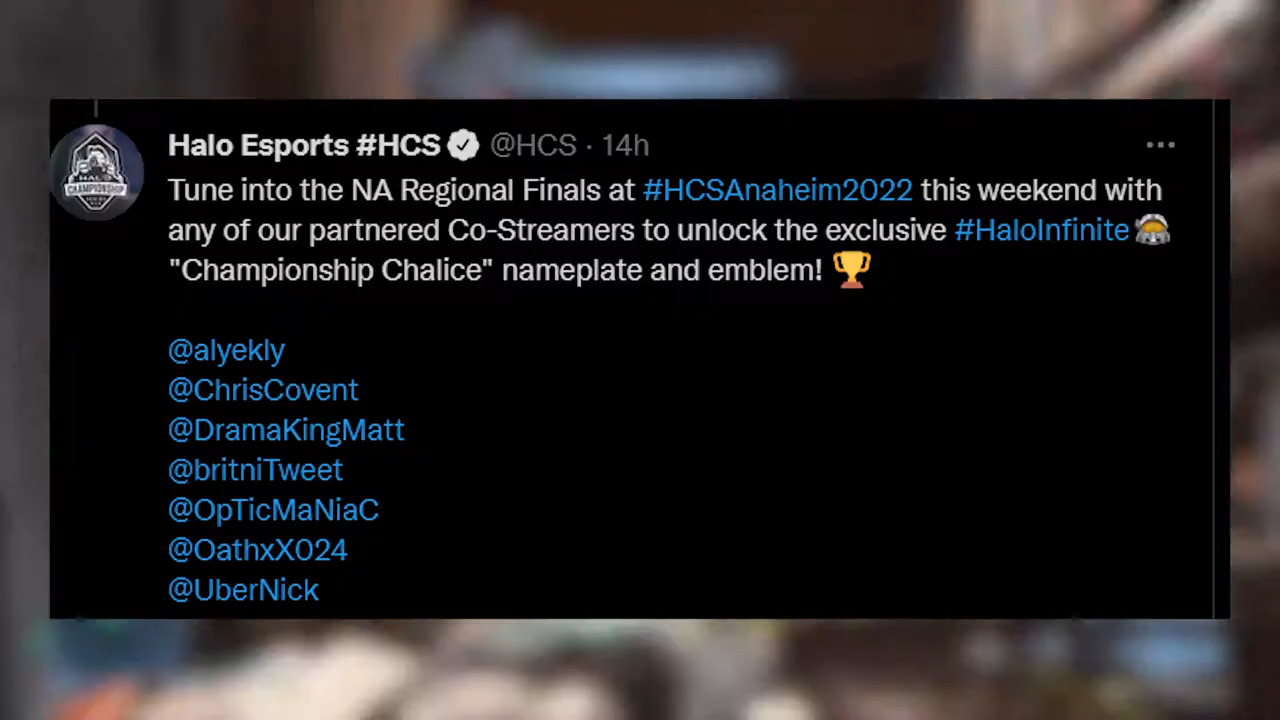 Halo Esports #HCS @HCS · 14h
Tune into the NA Regional Finals at #HCSAnaheim2022 this weekend with
any of our partnered Co-Streamers to unlock the exclusive #HaloInfinite
"Championship Chalice" nameplate and emblem! 🏆
@alyekly
@ChrisCovent
@DramaKingMatt
@britniTweet
@OpTicMaNiaC
@OathxX024
@UberNick
HALO
CHAMPIONSHIP